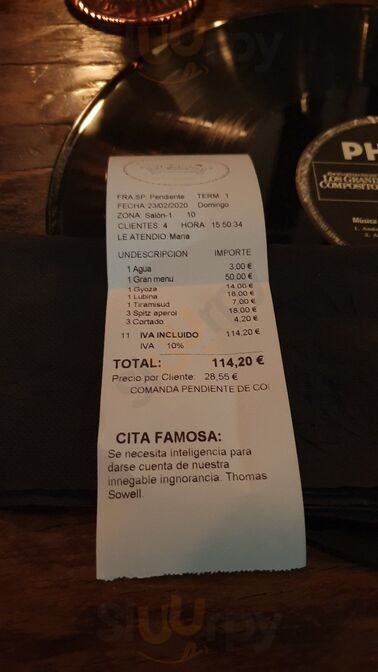 PH
LOS GRAND
COMPOSITO
Música
FRA.SP: Pendiente TERM. 1
FECHA 23/02/2020 Domingo
ZONA: Salón-1 10
CLIENTES: 4 HORA 15:50:34
LE ATENDIO: Maria
UNDESCRIPCION IMPORTE
1 Agua 3,00 €
1 Gran menu 50,00 €
1 Gyoza 14,00 €
1 Lubina 18,00 €
1 Tiramisud 7,00 €
3 Spitz aperol 18,00 €
3 Cortado 4,20 €
11 IVA INCLUIDO 114,20 €
IVA 10%
TOTAL: 114,20 €
Precio por Cliente: 28,55 €
COMANDA PENDIENTE DE CO
CITA FAMOSA:
Se necesita inteligencia para
darse cuenta de nuestra
innegable ingnorancia. Thomas
Sowell.
Sluurpy